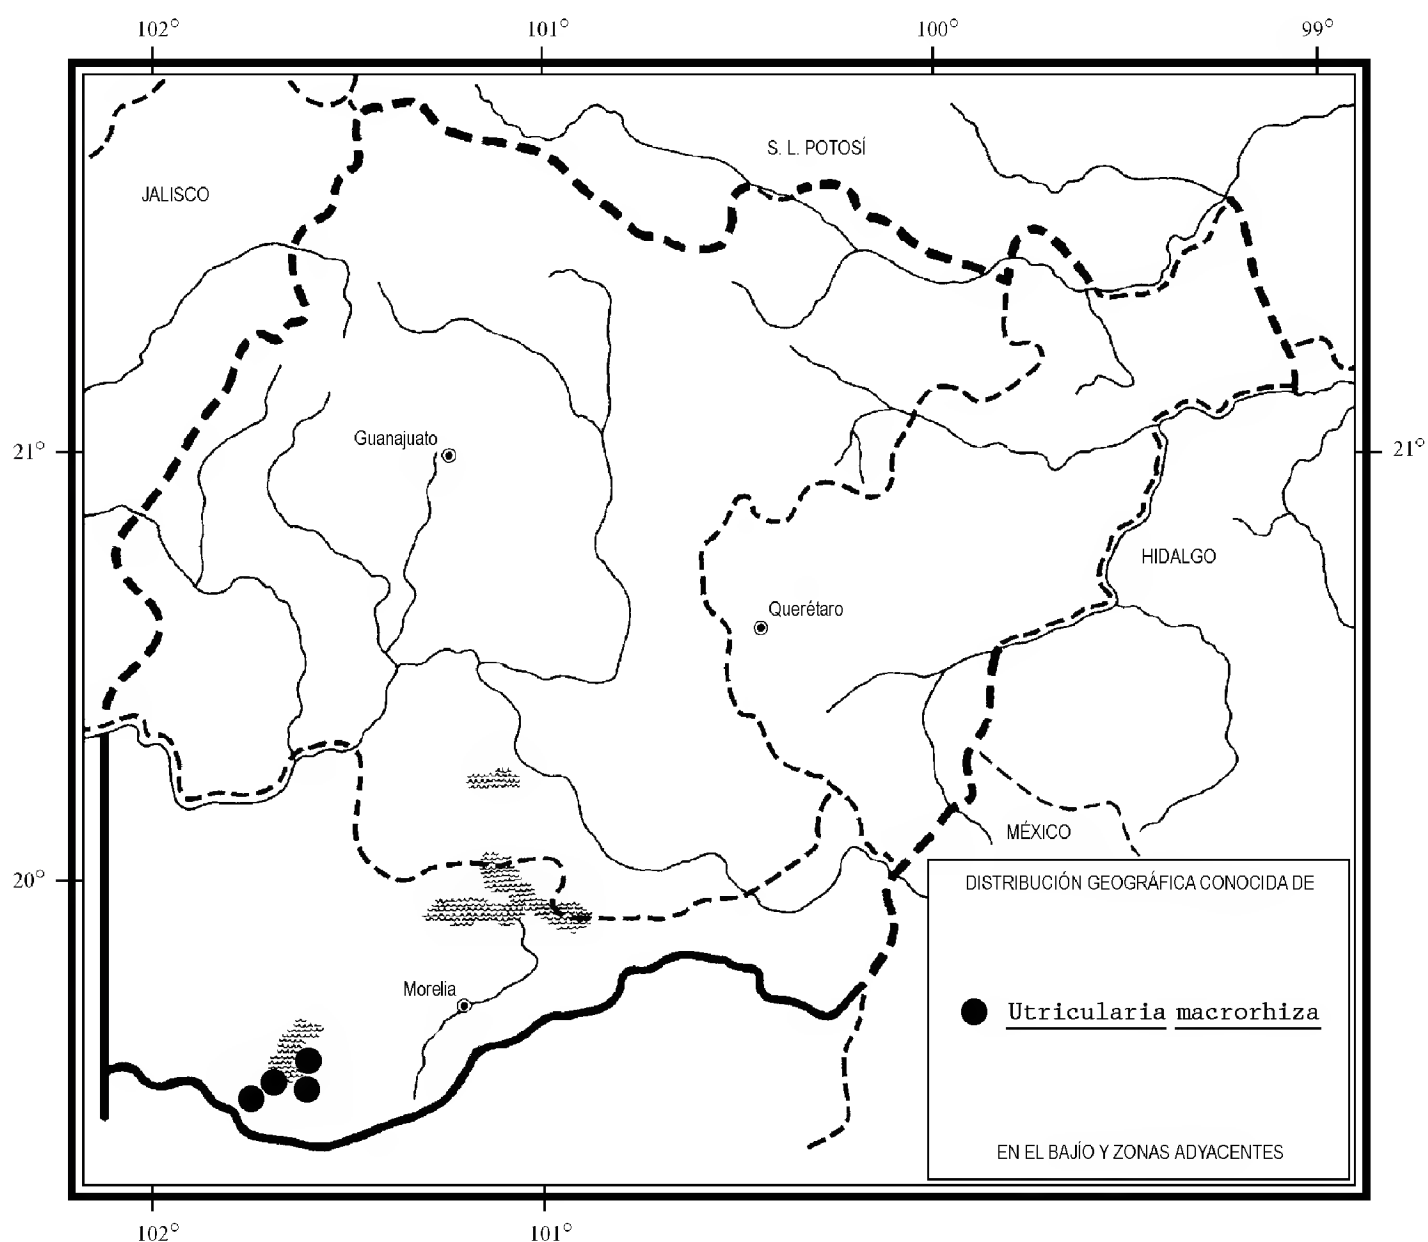 102° 101° 100° 99°
S. L. POTOSÍ
JALISCO
Guanajuato
21° 21°
HIDALGO
Querétaro
MÉXICO
20°
DISTRIBUCIÓN GEOGRÁFICA CONOCIDA DE
Morelia
Utricularia macrorhiza
EN EL BAJÍO Y ZONAS ADYACENTES
102° 101°